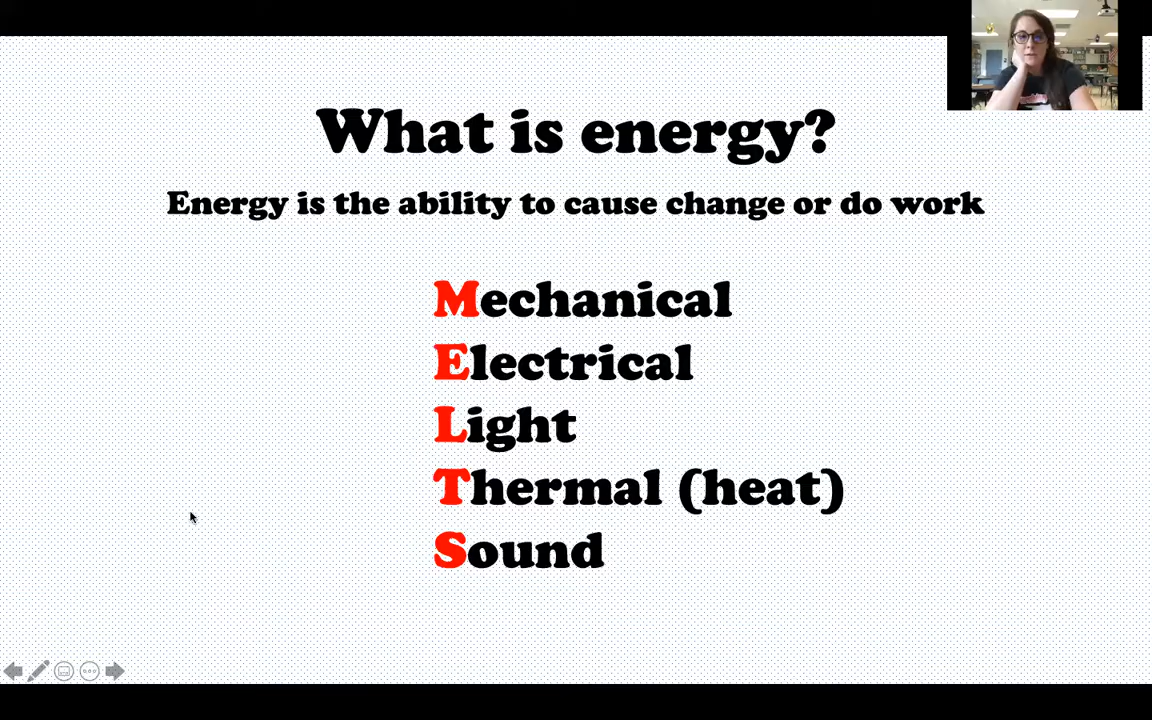 What is energy?
Energy is the ability to cause change or do work
Mechanical
Electrical
Light
Thermal (heat)
Sound